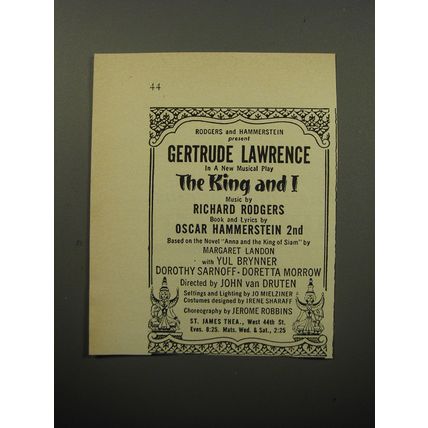 44
RODGERS and HAMMERSTEIN
present
GERTRUDE LAWRENCE
In A New Musical Play
The King and I
Music by
RICHARD RODGERS
Book and Lyrics by
OSCAR HAMMERSTEIN 2nd
Based on the Novel "Anna and the King of Siam" by
MARGARET LANDON
with YUL BRYNNER
DOROTHY SARNOFF · DORETTA MORROW
Directed by JOHN van DRUTEN
Settings and Lighting by JO MIELZINER
Costumes designed by IRENE SHARAFF
Choreography by JEROME ROBBINS
ST. JAMES THEA., West 44th St.
Eves. 8:25. Mats. Wed. & Sat., 2:25